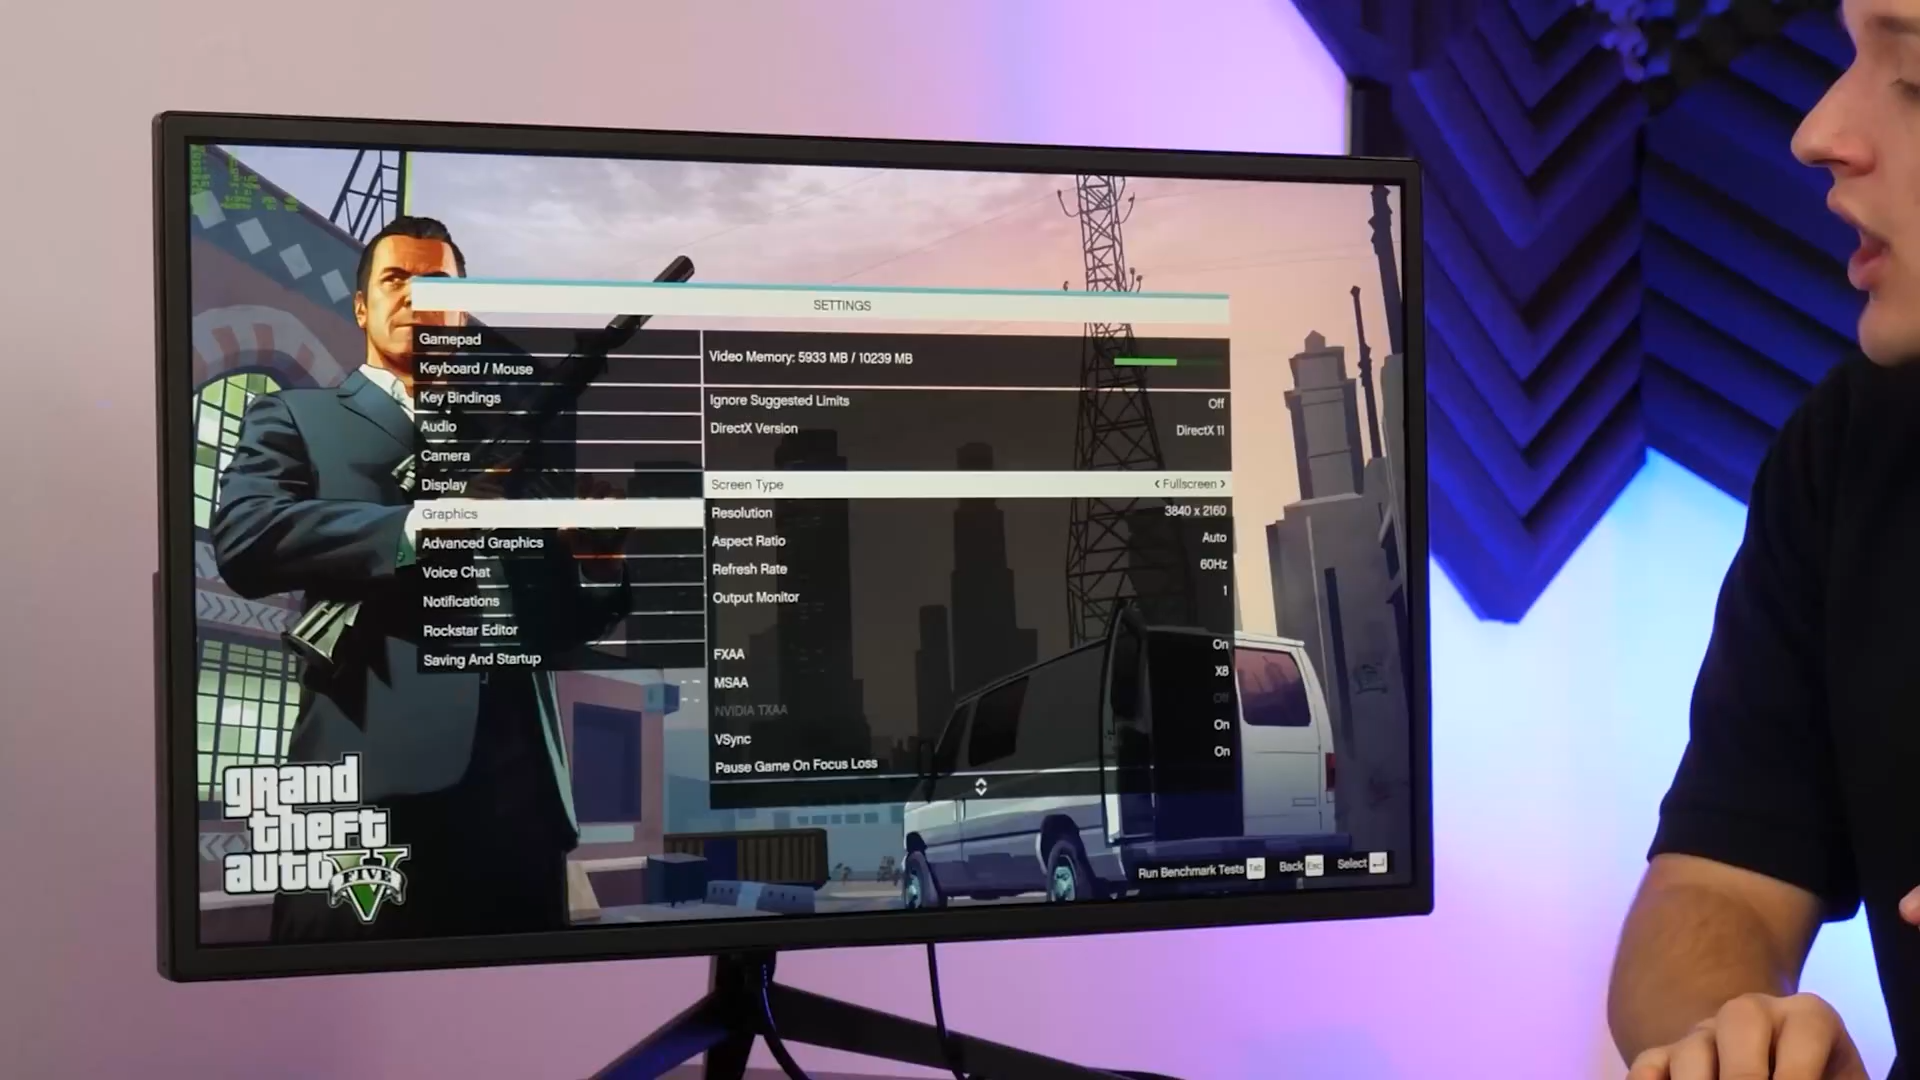 SETTINGS
Gamepad
Keyboard / Mouse
Key Bindings
Audio
Camera
Display
Graphics
Advanced Graphics
Voice Chat
Notifications
Rockstar Editor
Saving And Startup
Video Memory: 5933 MB / 10239 MB
Ignore Suggested Limits Off
DirectX Version DirectX 11
Screen Type < Fullscreen >
Resolution 3840 x 2160
Aspect Ratio Auto
Refresh Rate 60Hz
Output Monitor 1
FXAA On
MSAA X8
NVIDIA TXAA Off
VSync On
Pause Game On Focus Loss On
grand
theft
auto
FIVE
Run Benchmark Tests Tab Back Esc Select